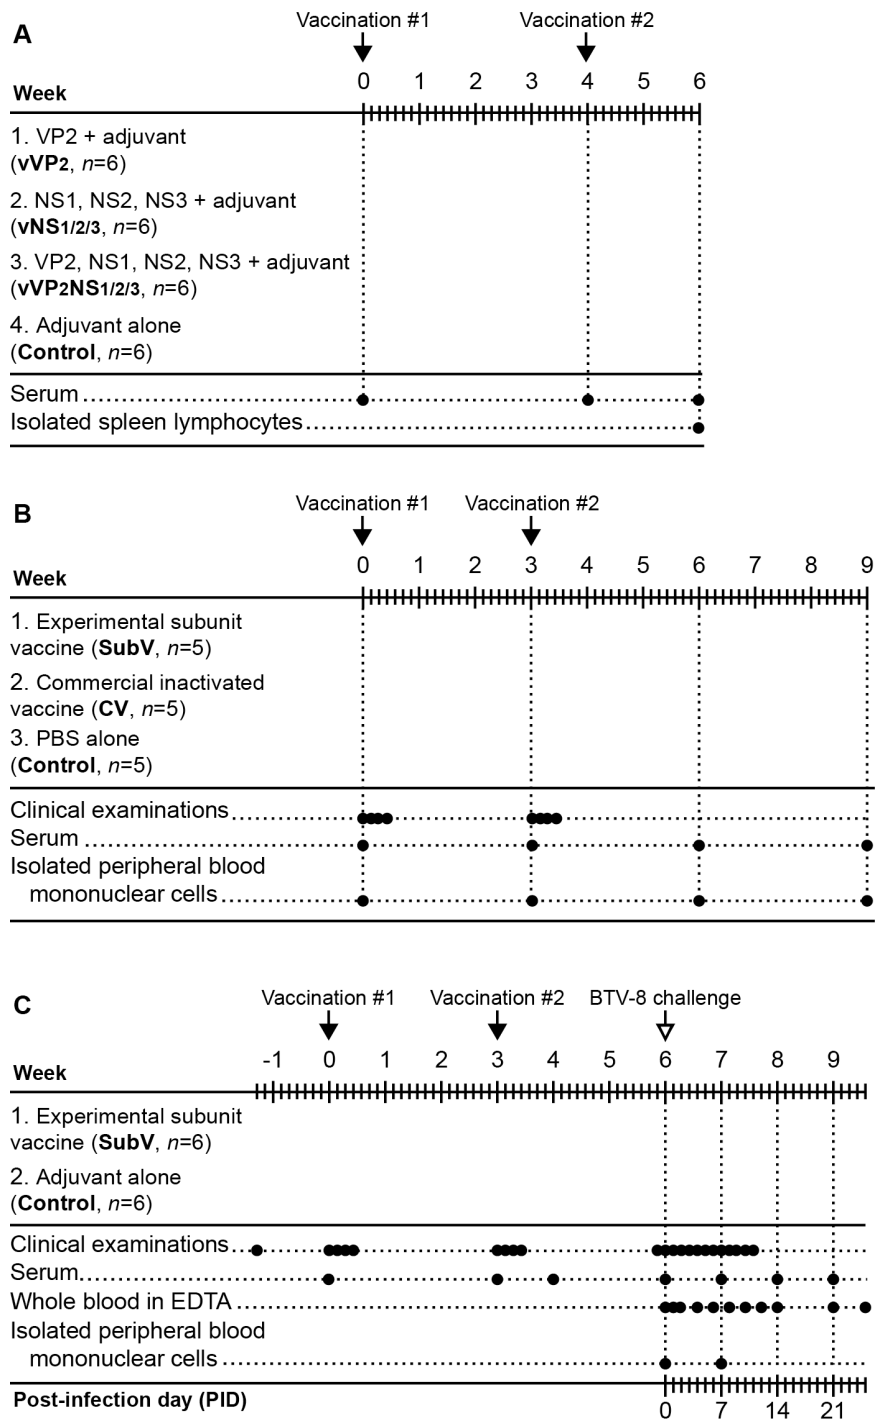 A
Vaccination #1 Vaccination #2
Week 0 1 2 3 4 5 6
1. VP2 + adjuvant
(vVP2, n=6)
2. NS1, NS2, NS3 + adjuvant
(vNS1/2/3, n=6)
3. VP2, NS1, NS2, NS3 + adjuvant
(vVP2NS1/2/3, n=6)
4. Adjuvant alone
(Control, n=6)
Serum
Isolated spleen lymphocytes
B
Vaccination #1 Vaccination #2
Week 0 1 2 3 4 5 6 7 8 9
1. Experimental subunit
vaccine (SubV, n=5)
2. Commercial inactivated
vaccine (CV, n=5)
3. PBS alone
(Control, n=5)
Clinical examinations
Serum
Isolated peripheral blood
mononuclear cells
C
Vaccination #1 Vaccination #2 BTV-8 challenge
Week -1 0 1 2 3 4 5 6 7 8 9
1. Experimental subunit
vaccine (SubV, n=6)
2. Adjuvant alone
(Control, n=6)
Clinical examinations
Serum
Whole blood in EDTA
Isolated peripheral blood
mononuclear cells
Post-infection day (PID) 0 7 14 21